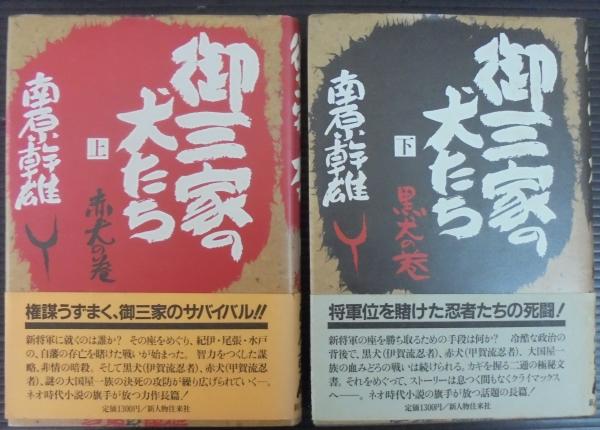 御三家の
犬たち
上
赤犬の巻
南原幹雄
権謀うずまく、御三家のサバイバル!!
新将軍に就くのは誰か? その座をめぐり、紀伊・尾張・水戸
の、自藩の存亡を賭けた戦いが始まった。 智力をつくした謀
略、非情の暗殺。そして黒犬(伊賀流忍者)、赤犬(甲賀流忍
者)、謎の大国屋一族の決死の攻防が繰り広げられていく―。
ネオ時代小説の旗手が放つ力作長篇!
定価1300円/新人物往来社
御三家の
犬たち
下
黒犬の巻
南原幹雄
将軍位を賭けた忍者たちの死闘!
新将軍の座を勝ち取るための手段は何か? 冷酷な政治の
背後で、黒犬(伊賀流忍者)、赤犬(甲賀流忍者)、大国屋一
族の血みどろの戦いは続けられる。カギを握る二通の極秘文
書。それをめぐって、ストーリーは息つく間もなくクライマックス
へ――。ネオ時代小説の旗手が放つ話題の長篇!
定価1300円/新人物往来社